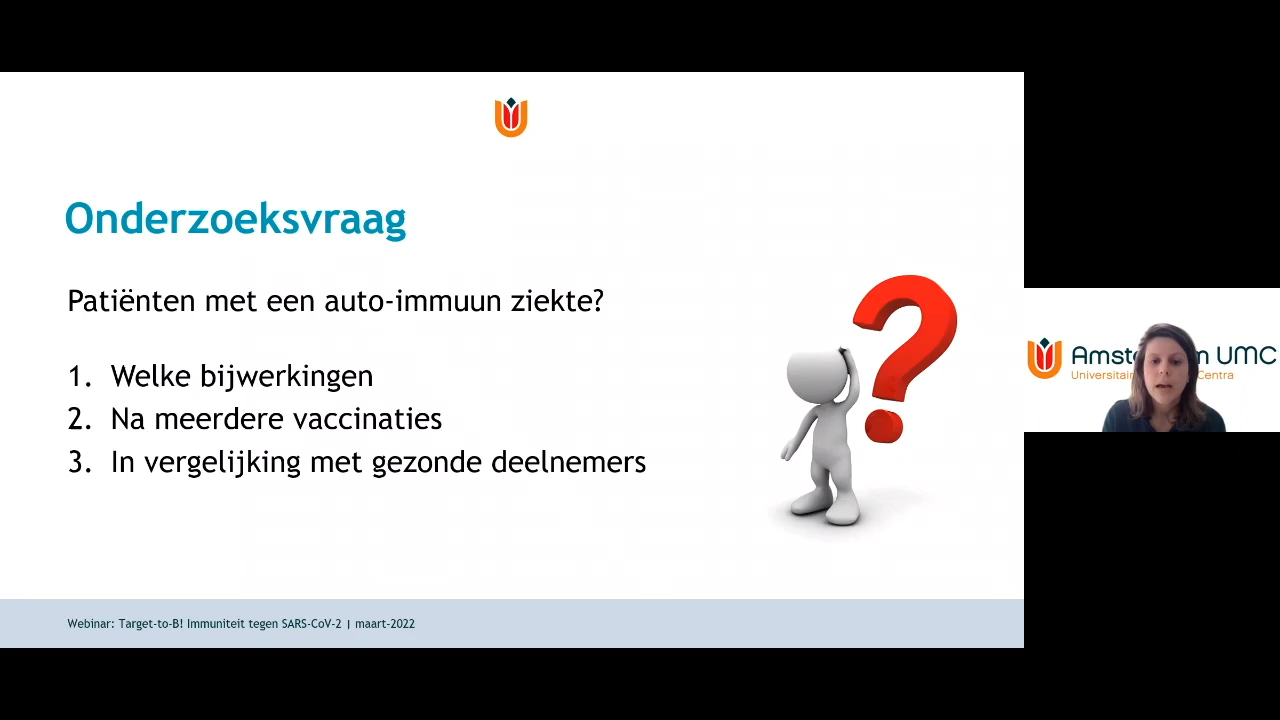 Onderzoeksvraag
Patiënten met een auto-immuun ziekte?
1. Welke bijwerkingen
2. Na meerdere vaccinaties
3. In vergelijking met gezonde deelnemers
Webinar: Target-to-B! Immuniteit tegen SARS-CoV-2 | maart-2022
UMC
Centra